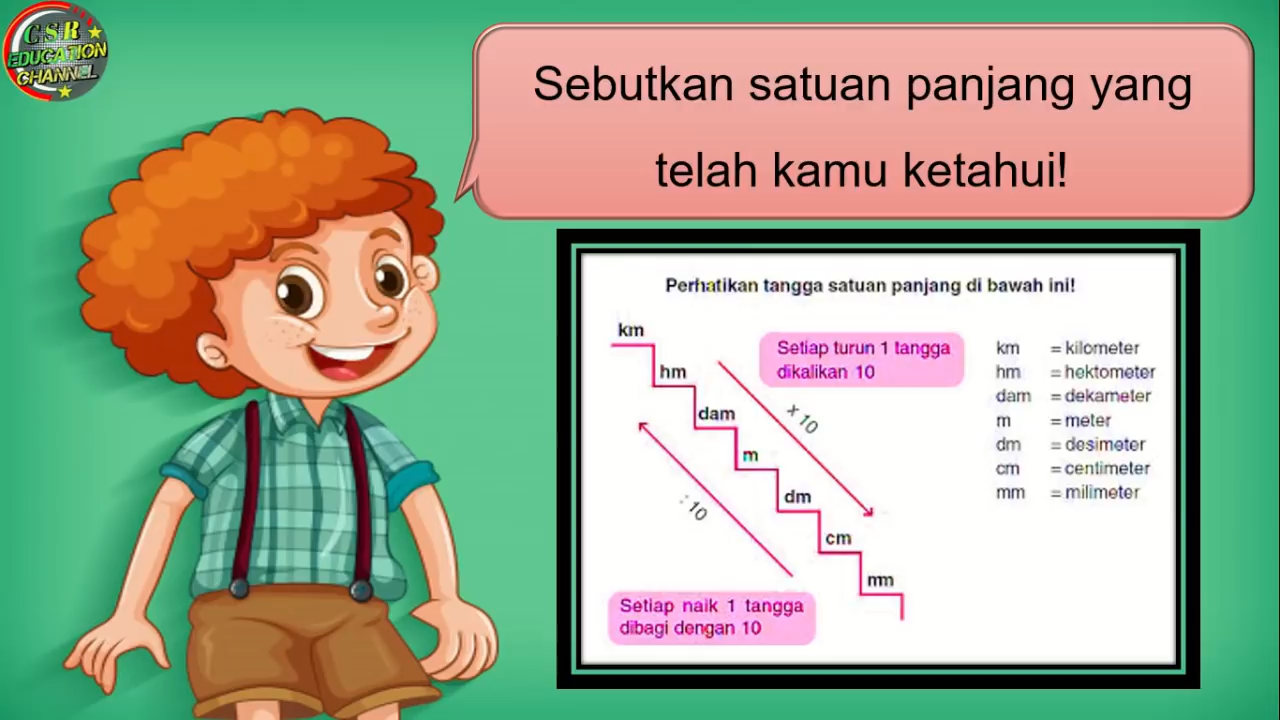 CSR
EDUCATION
CHANNEL
Sebutkan satuan panjang yang
telah kamu ketahui!
Perhatikan tangga satuan panjang di bawah ini!
km
hm
dam
m
dm
cm
mm
Setiap turun 1 tangga
dikalikan 10
x 10
: 10
Setiap naik 1 tangga
dibagi dengan 10
km = kilometer
hm = hektometer
dam = dekameter
m = meter
dm = desimeter
cm = centimeter
mm = milimeter